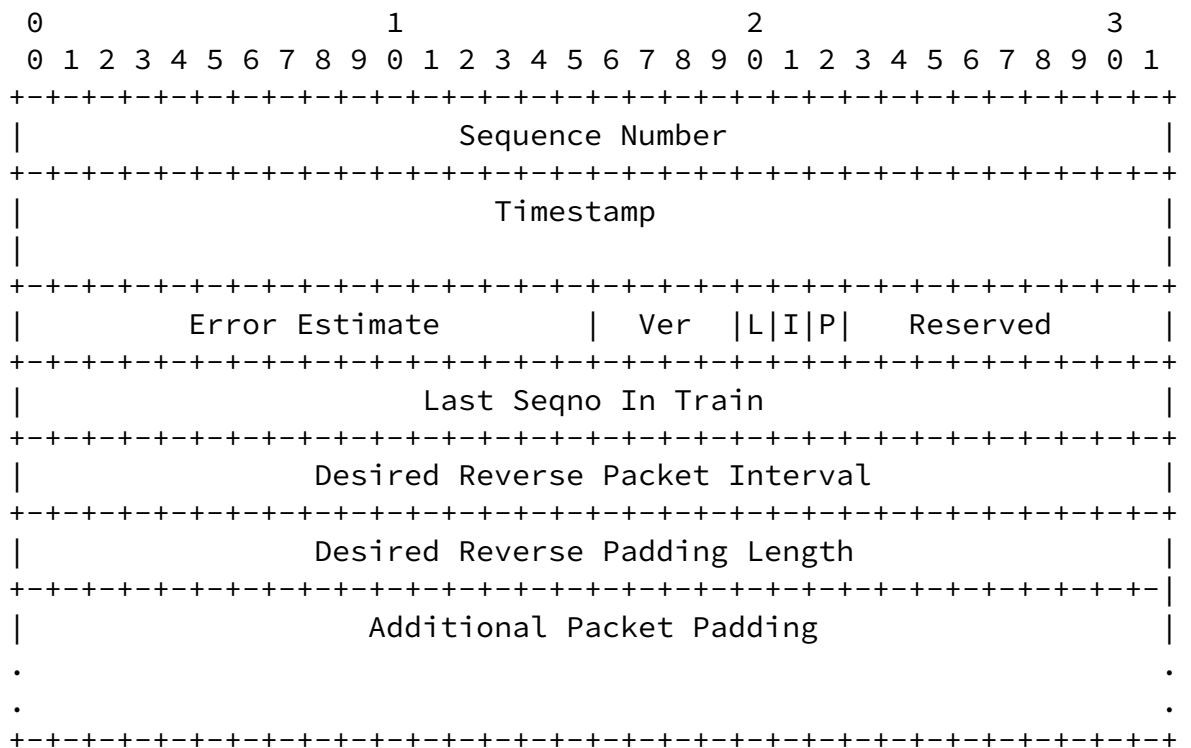 0                   1                   2                   3
 0 1 2 3 4 5 6 7 8 9 0 1 2 3 4 5 6 7 8 9 0 1 2 3 4 5 6 7 8 9 0 1
+-+-+-+-+-+-+-+-+-+-+-+-+-+-+-+-+-+-+-+-+-+-+-+-+-+-+-+-+-+-+-+-+
|                        Sequence Number                        |
+-+-+-+-+-+-+-+-+-+-+-+-+-+-+-+-+-+-+-+-+-+-+-+-+-+-+-+-+-+-+-+-+
|                          Timestamp                            |
|                                                               |
+-+-+-+-+-+-+-+-+-+-+-+-+-+-+-+-+-+-+-+-+-+-+-+-+-+-+-+-+-+-+-+-+
|         Error Estimate        |  Ver  |L|I|P|   Reserved      |
+-+-+-+-+-+-+-+-+-+-+-+-+-+-+-+-+-+-+-+-+-+-+-+-+-+-+-+-+-+-+-+-+
|                      Last Seqno In Train                      |
+-+-+-+-+-+-+-+-+-+-+-+-+-+-+-+-+-+-+-+-+-+-+-+-+-+-+-+-+-+-+-+-+
|                Desired Reverse Packet Interval                |
+-+-+-+-+-+-+-+-+-+-+-+-+-+-+-+-+-+-+-+-+-+-+-+-+-+-+-+-+-+-+-+-+
|                Desired Reverse Padding Length                 |
+-+-+-+-+-+-+-+-+-+-+-+-+-+-+-+-+-+-+-+-+-+-+-+-+-+-+-+-+-+-+-+-|
|                   Additional Packet Padding                   |
.                                                               .
.                                                               .
+-+-+-+-+-+-+-+-+-+-+-+-+-+-+-+-+-+-+-+-+-+-+-+-+-+-+-+-+-+-+-+-+